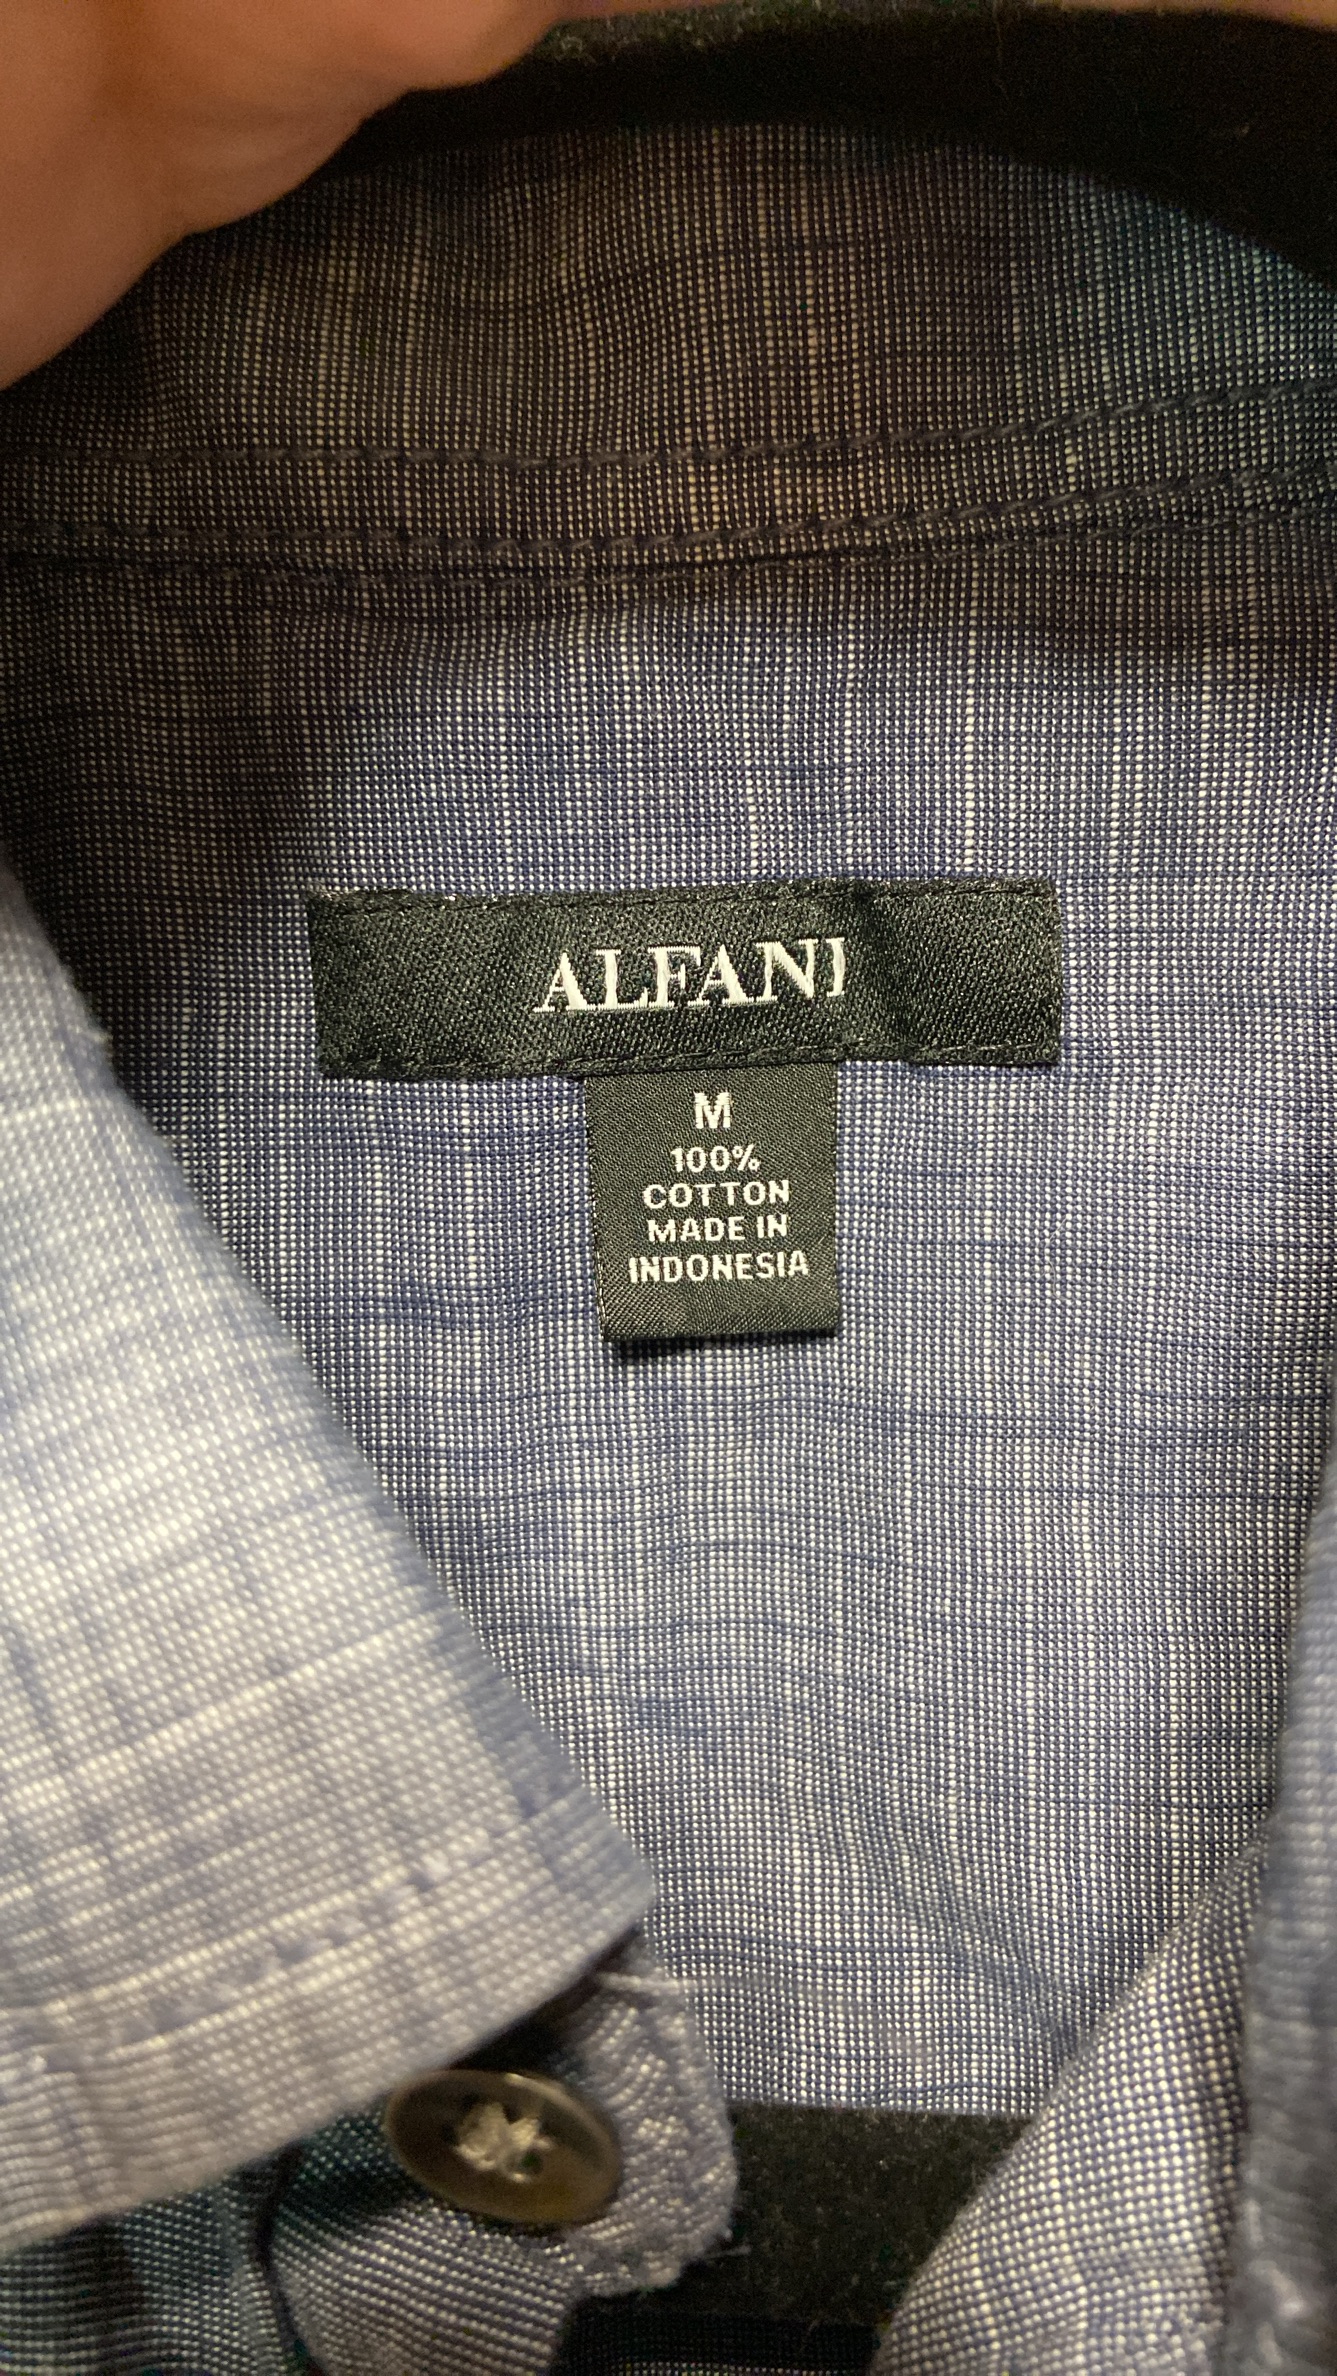 ALFANI
M
100%
COTTON
MADE IN
INDONESIA